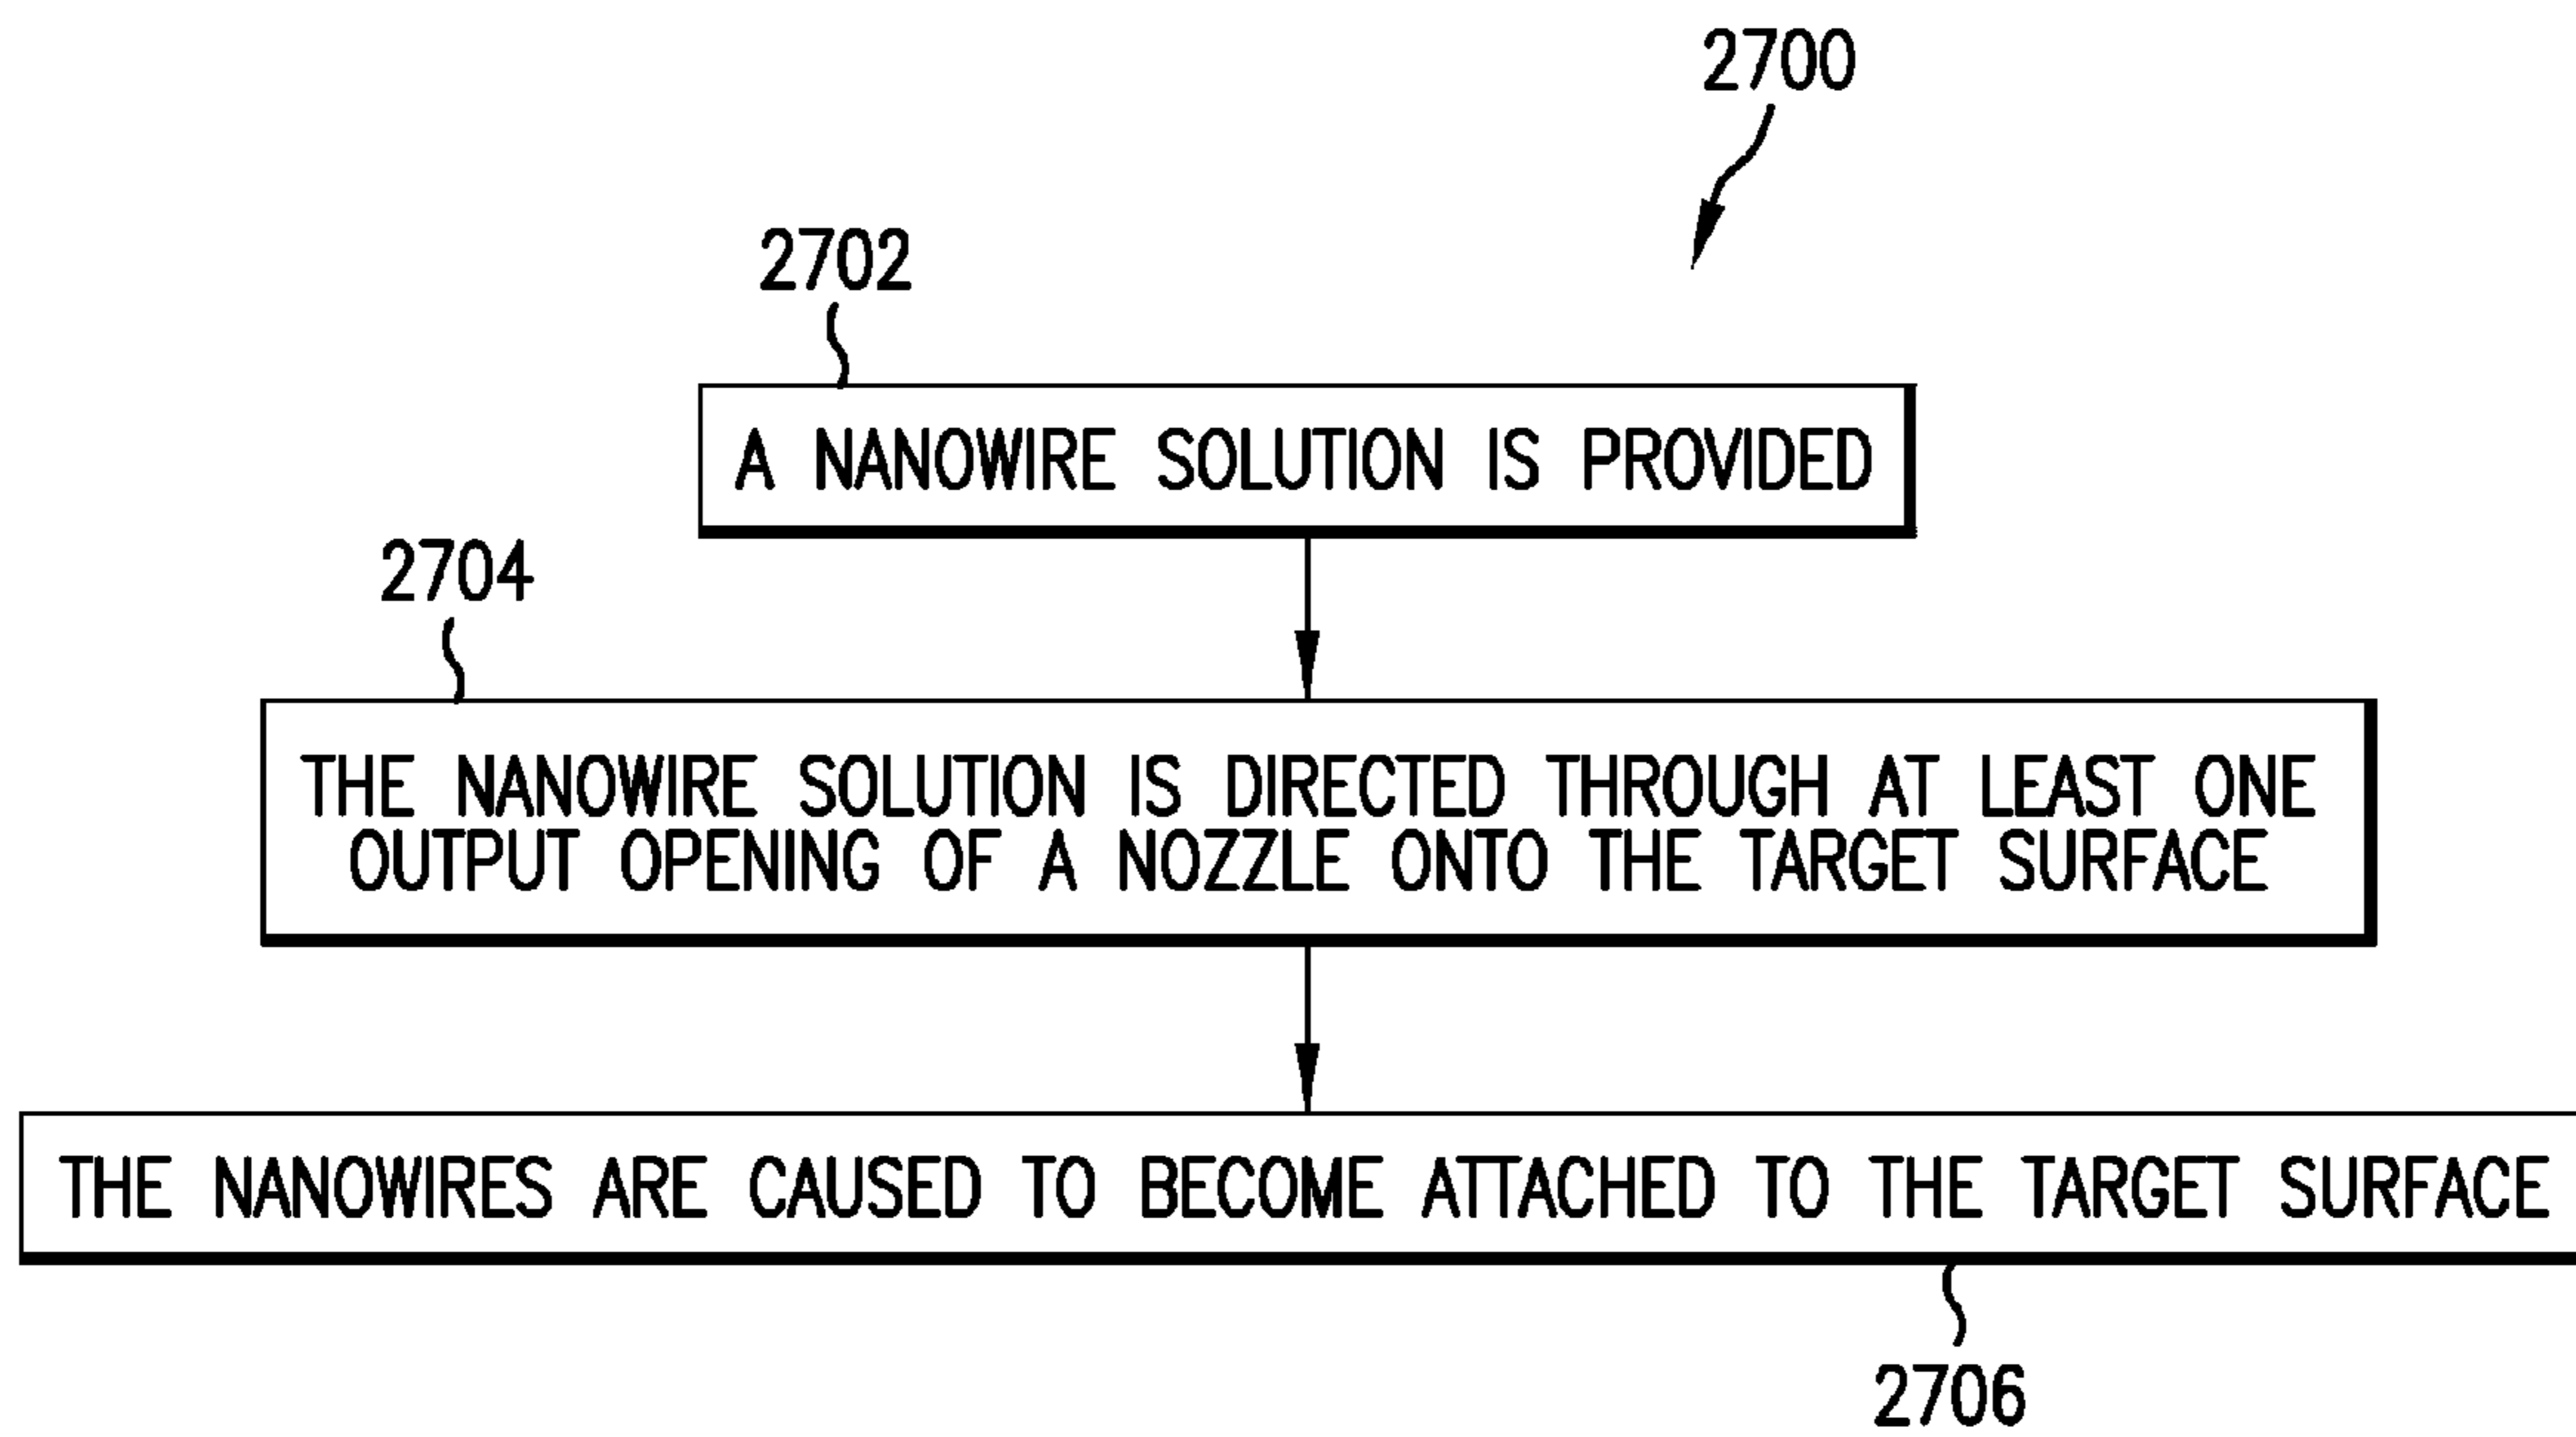 2700
2702
A NANOWIRE SOLUTION IS PROVIDED
2704
THE NANOWIRE SOLUTION IS DIRECTED THROUGH AT LEAST ONE
OUTPUT OPENING OF A NOZZLE ONTO THE TARGET SURFACE
THE NANOWIRES ARE CAUSED TO BECOME ATTACHED TO THE TARGET SURFACE
2706